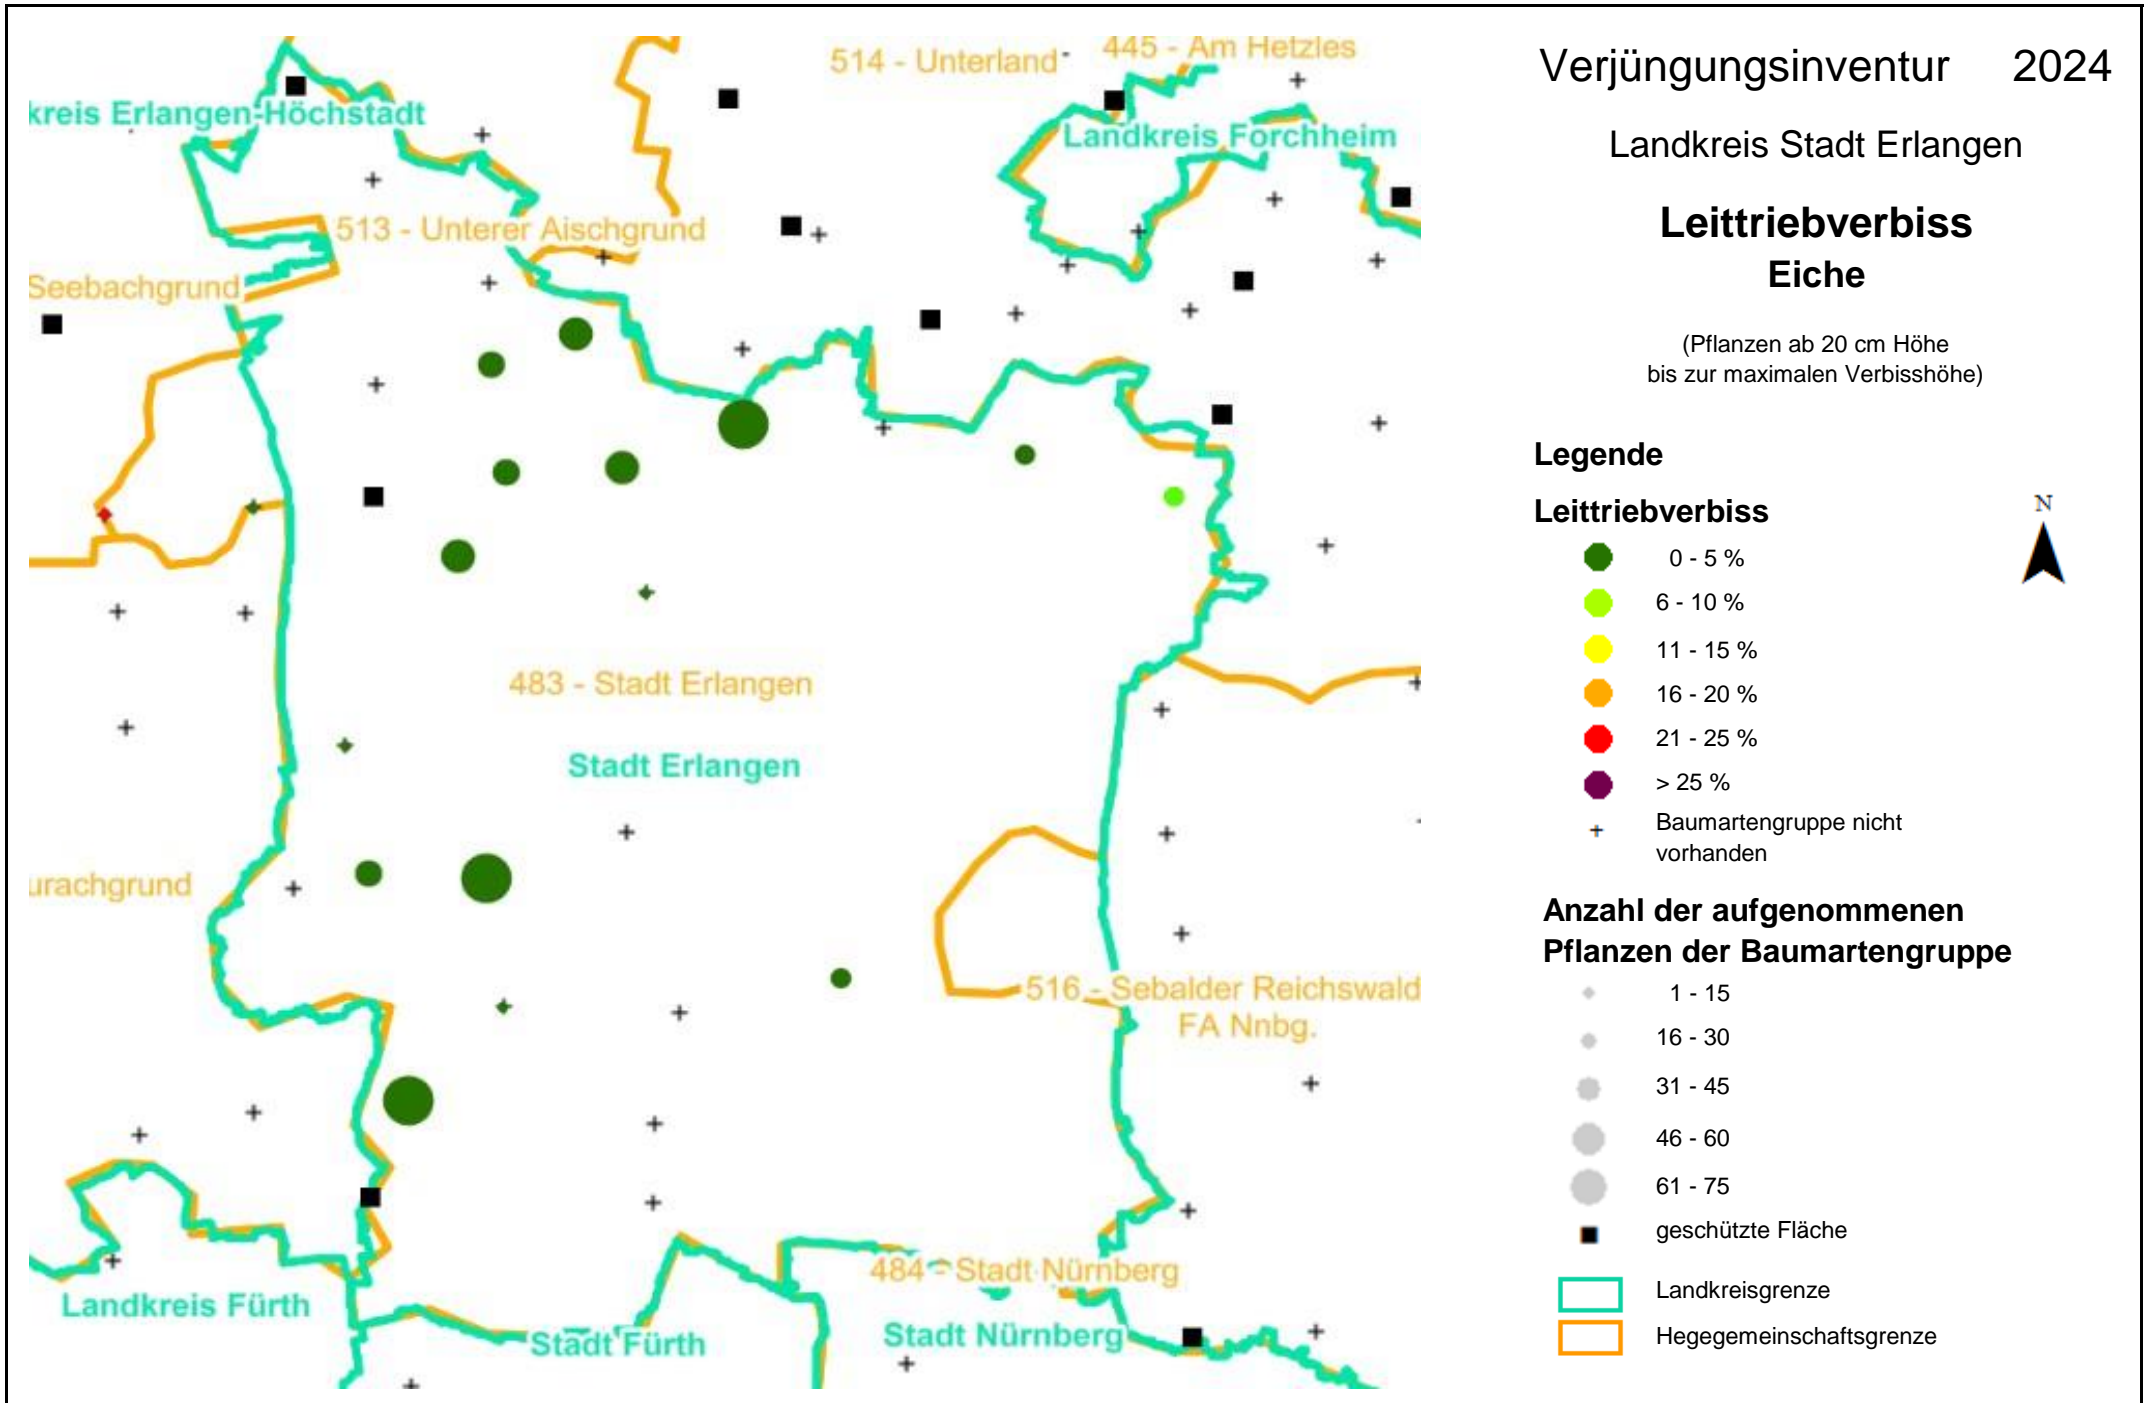 Verjüngungsinventur 2024
Landkreis Stadt Erlangen
Leittriebverbiss
Eiche
(Pflanzen ab 20 cm Höhe
bis zur maximalen Verbisshöhe)
Legende
Leittriebverbiss
0 - 5 %
6 - 10 %
11 - 15 %
16 - 20 %
21 - 25 %
> 25 %
Baumartengruppe nicht
vorhanden
N
Anzahl der aufgenommenen
Pflanzen der Baumartengruppe
1 - 15
16 - 30
31 - 45
46 - 60
61 - 75
geschützte Fläche
Landkreisgrenze
Hegegemeinschaftsgrenze
514 - Unterland
445 - Am Hetzles
kreis Erlangen-Höchstadt
Landkreis Forchheim
513 - Unterer Aischgrund
Seebachgrund
483 - Stadt Erlangen
Stadt Erlangen
urachgrund
516 - Sebalder Reichswald
FA Nnbg.
484 - Stadt Nürnberg
Landkreis Fürth
Stadt Fürth
Stadt Nürnberg